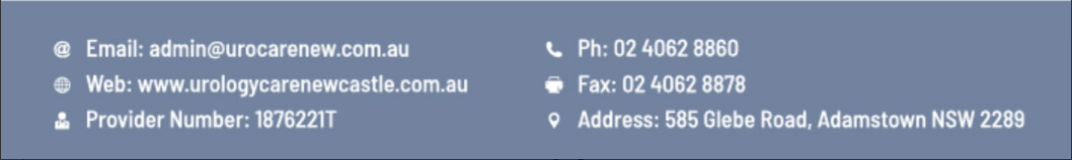 Email: admin@urocarenew.com.au
Web: www.urologycarenewcastle.com.au
Provider Number: 1876221T
Ph: 02 4062 8860
Fax: 02 4062 8878
Address: 585 Glebe Road, Adamstown NSW 2289